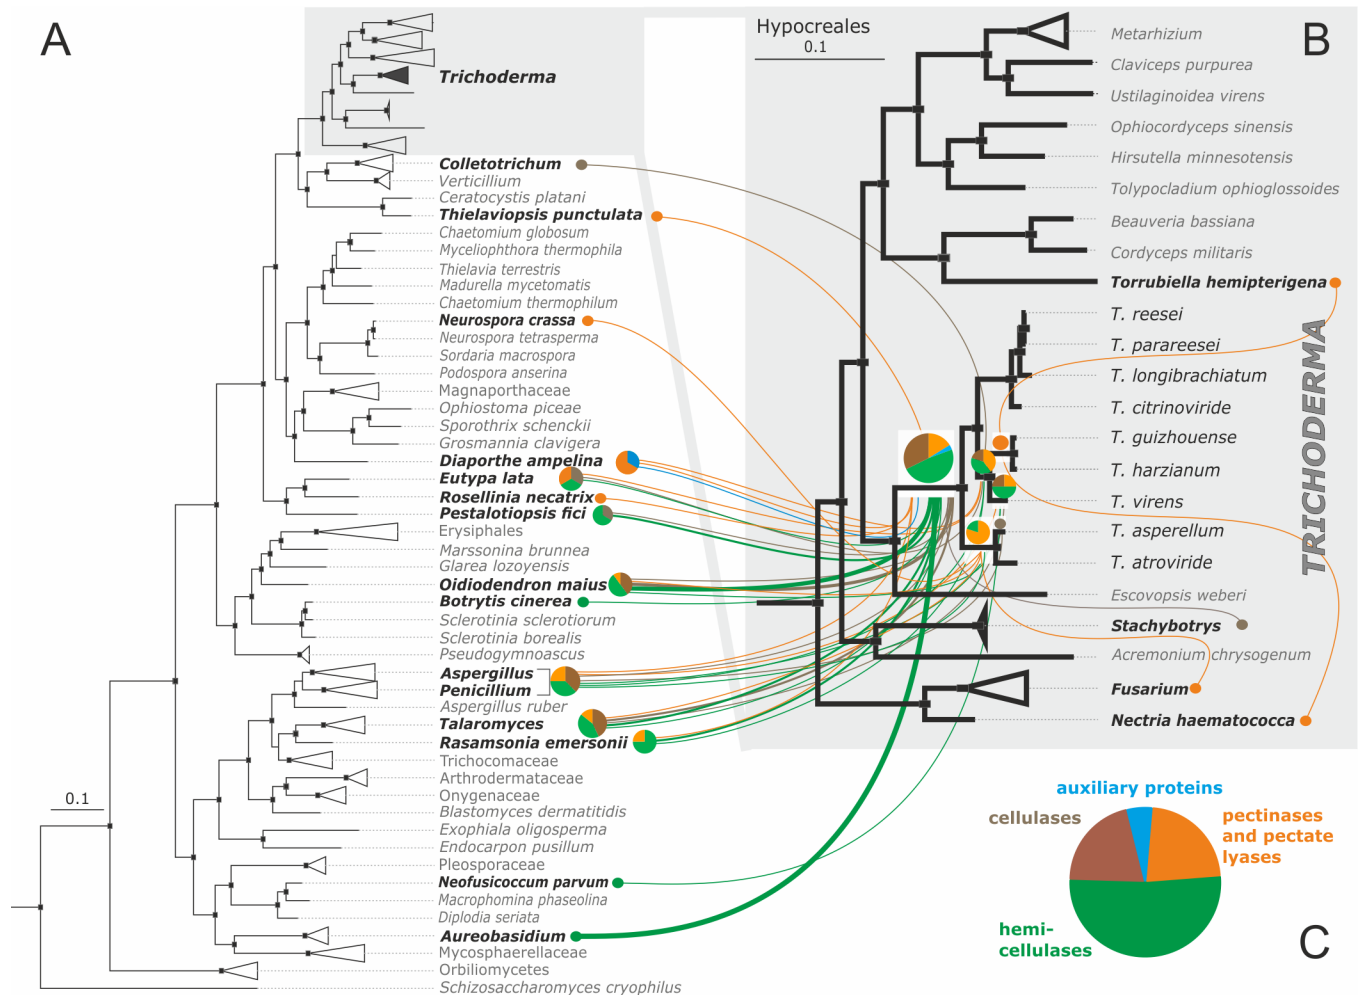 A
Trichoderma
Colletotrichum
Verticillium
Ceratocystis platani
Thielaviopsis punctulata
Chaetomium globosum
Myceliophthora thermophila
Thielavia terrestris
Madurella mycetomatis
Chaetomium thermophilum
Neurospora crassa
Neurospora tetrasperma
Sordaria macrospora
Podospora anserina
Magnaporthaceae
Ophiostoma piceae
Sporothrix schenckii
Grosmannia clavigera
Diaporthe ampelina
Eutypa lata
Rosellinia necatrix
Pestalotiopsis fici
Erysiphales
Marssonina brunnea
Glarea lozoyensis
Oidiodendron maius
Botrytis cinerea
Sclerotinia sclerotiorum
Sclerotinia borealis
Pseudogymnoascus
Aspergillus
Penicillium
Aspergillus ruber
Talaromyces
Rasamsonia emersonii
Trichocomaceae
Arthrodermataceae
Onygenaceae
Blastomyces dermatitidis
Exophiala oligosperma
Endocarpon pusillum
Pleosporaceae
Neofusicoccum parvum
Macrophomina phaseolina
Diplodia seriata
Aureobasidium
Mycosphaerellaceae
Orbiliomycetes
Schizosaccharomyces cryophilus
0.1
Hypocreales
0.1
B
Metarhizium
Claviceps purpurea
Ustilaginoidea virens
Ophiocordyceps sinensis
Hirsutella minnesotensis
Tolypocladium ophioglossoides
Beauveria bassiana
Cordyceps militaris
Torrubiella hemipterigena
T. reesei
T. parareesei
T. longibrachiatum
T. citrinoviride
T. guizhouense
T. harzianum
T. virens
T. asperellum
T. atroviride
TRICHODERMA
Escovopsis weberi
Stachybotrys
Acremonium chrysogenum
Fusarium
Nectria haematococca
auxiliary proteins
cellulases
pectinases
and pectate
lyases
hemi-
cellulases
C